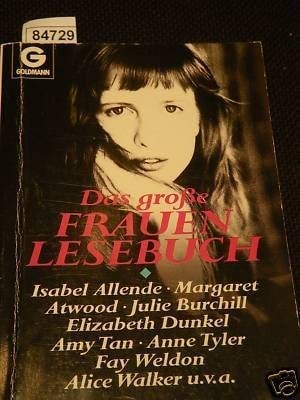 84729
G
GOLDMANN
Das große
FRAUEN
LESEBUCH
Isabel Allende · Margaret
Atwood · Julie Burchill
Elizabeth Dunkel
Amy Tan · Anne Tyler
Fay Weldon
Alice Walker u.v.a.